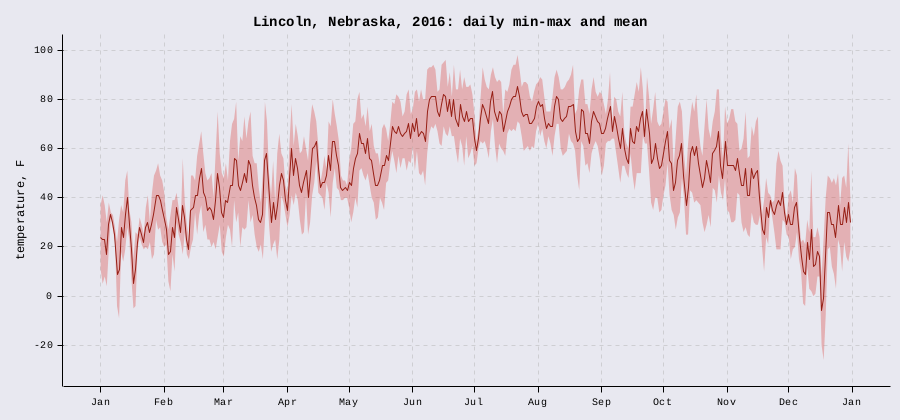 Lincoln, Nebraska, 2016: daily min-max and mean
temperature, F
100
80
60
40
20
0
-20
Jan Feb Mar Apr May Jun Jul Aug Sep Oct Nov Dec Jan